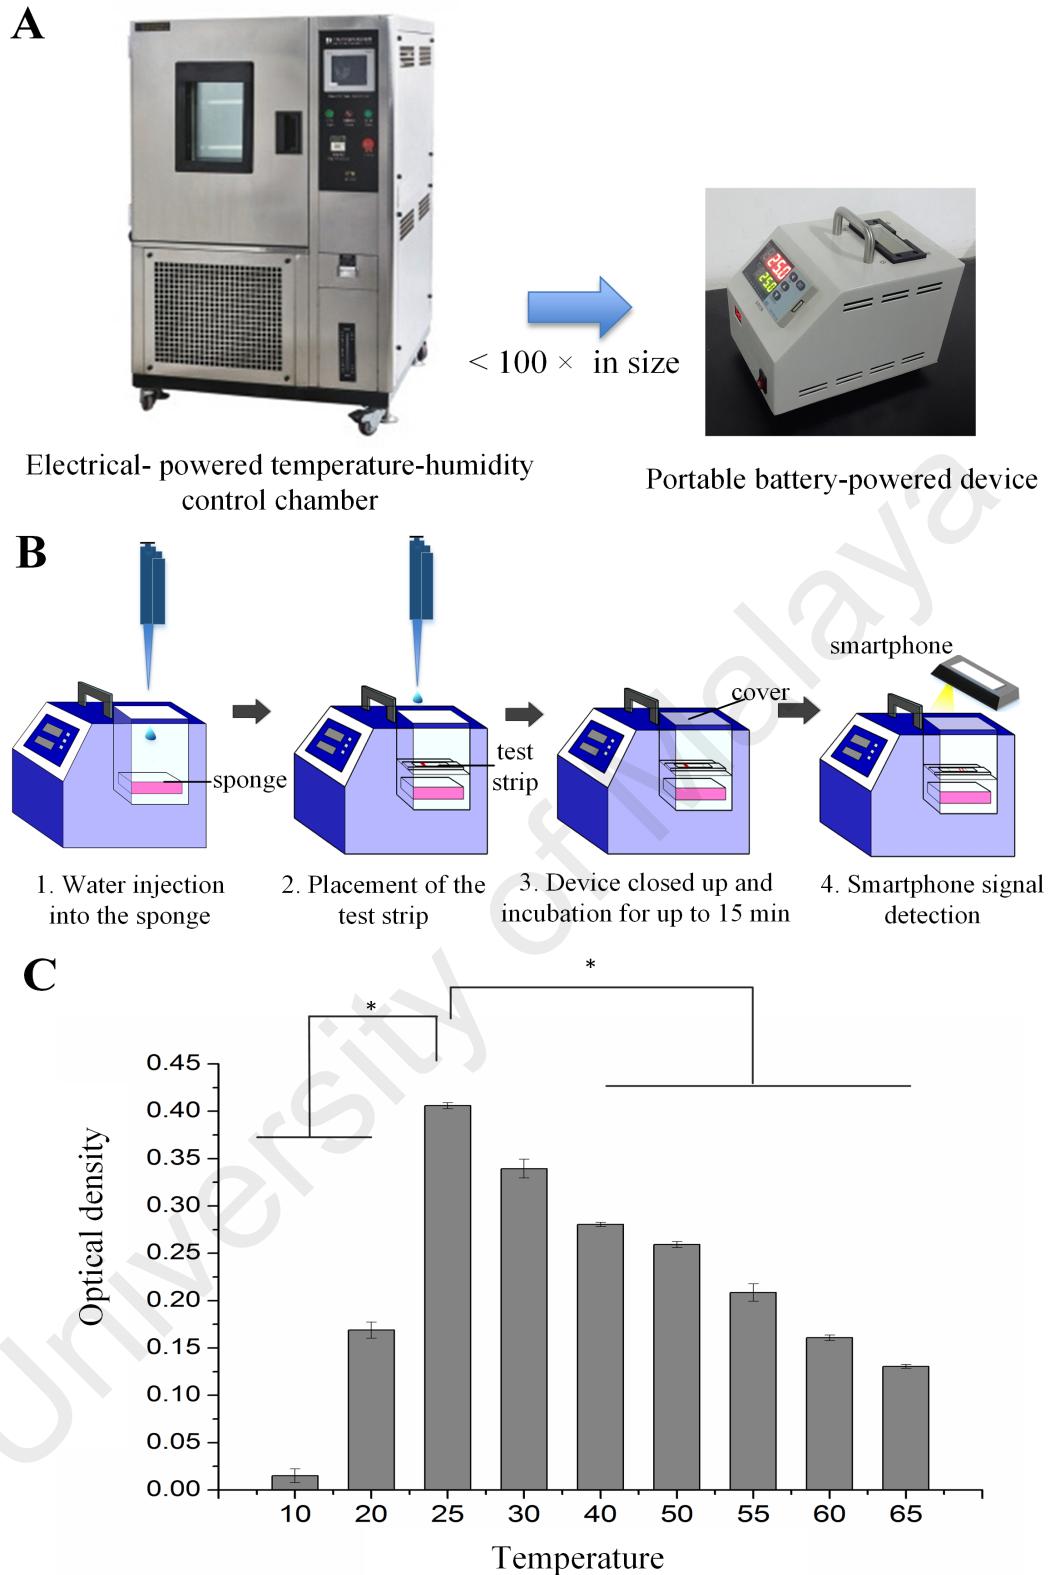 A
25.0
25.0
< 100 × in size
Electrical- powered temperature-humidity
control chamber
Portable battery-powered device
B
smartphone
cover
test
strip
sponge
1. Water injection
into the sponge
2. Placement of the
test strip
3. Device closed up and
incubation for up to 15 min
4. Smartphone signal
detection
C
*
*
0.45
0.40
0.35
0.30
0.25
0.20
0.15
0.10
0.05
0.00
Optical density
10 20 25 30 40 50 55 60 65
Temperature
University of Malaya